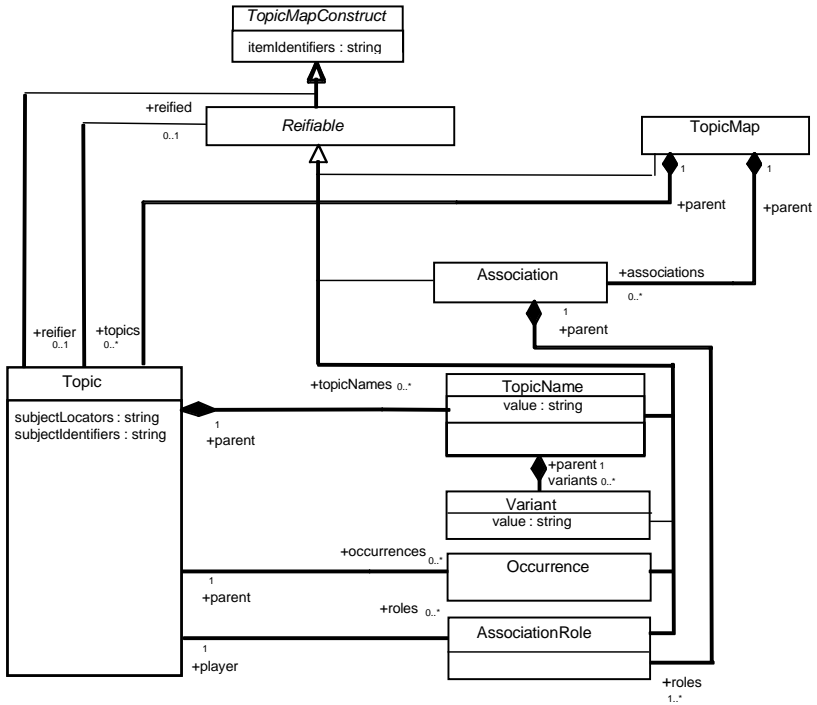 TopicMapConstruct
itemIdentifiers : string
+reified
0..1
Reifiable
TopicMap
1
+parent
1
+parent
Association
+associations
0..*
1
+parent
+reifier
0..1
+topics
0..*
Topic
subjectLocators : string
subjectIdentifiers : string
+topicNames 0..*
1
+parent
TopicName
value : string
+parent 1
variants 0..*
Variant
value : string
+occurrences 0..*
1
+parent
Occurrence
+roles 0..*
1
+player
AssociationRole
+roles
1..*